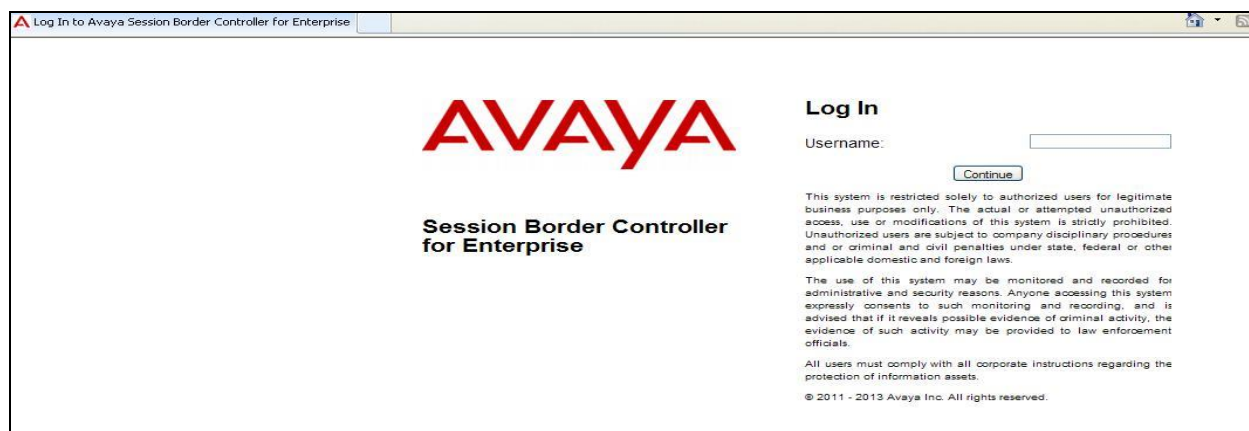 Log In to Avaya Session Border Controller for Enterprise
AVAYA
Session Border Controller
for Enterprise
Log In
Username:
Continue
This system is restricted solely to authorized users for legitimate
business purposes only. The actual or attempted unauthorized
access, use or modifications of this system is strictly prohibited.
Unauthorized users are subject to company disciplinary procedures
and or criminal and civil penalties under state, federal or other
applicable domestic and foreign laws.
The use of this system may be monitored and recorded for
administrative and security reasons. Anyone accessing this system
expressly consents to such monitoring and recording, and is
advised that if it reveals possible evidence of criminal activity, the
evidence of such activity may be provided to law enforcement
officials.
All users must comply with all corporate instructions regarding the
protection of information assets.
© 2011 - 2013 Avaya Inc. All rights reserved.